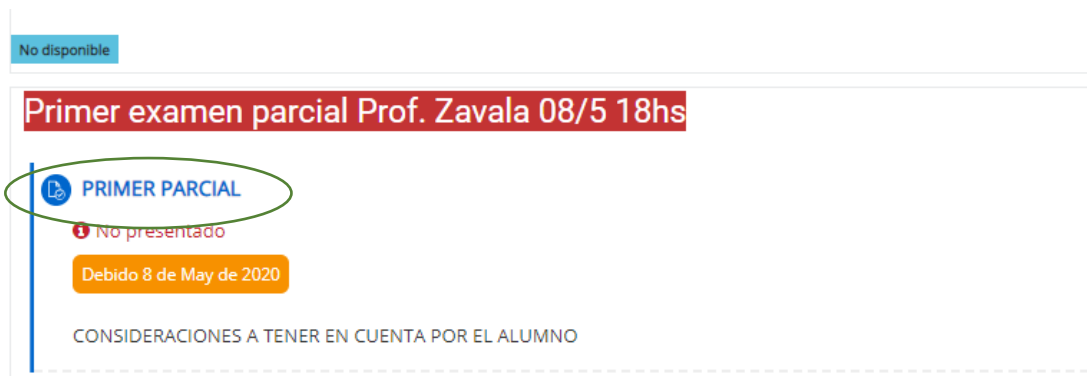 No disponible
Primer examen parcial Prof. Zavala 08/5 18hs
PRIMER PARCIAL
No presentado
Debido 8 de May de 2020
CONSIDERACIONES A TENER EN CUENTA POR EL ALUMNO